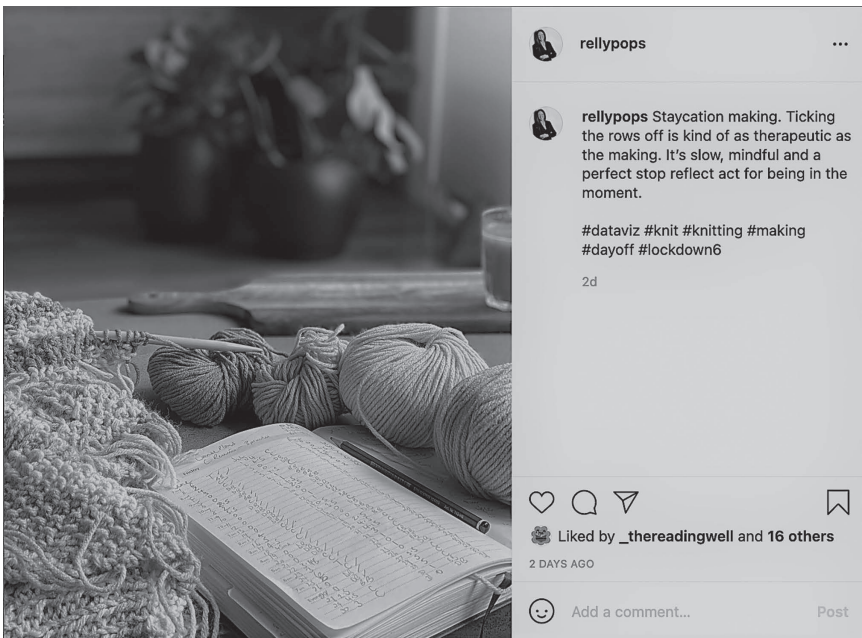 rellypops
rellypops Staycation making. Ticking
the rows off is kind of as therapeutic as
the making. It's slow, mindful and a
perfect stop reflect act for being in the
moment.
#dataviz #knit #knitting #making
#dayoff #lockdown6
2d
Liked by _thereadingwell and 16 others
2 DAYS AGO
Add a comment...
Post